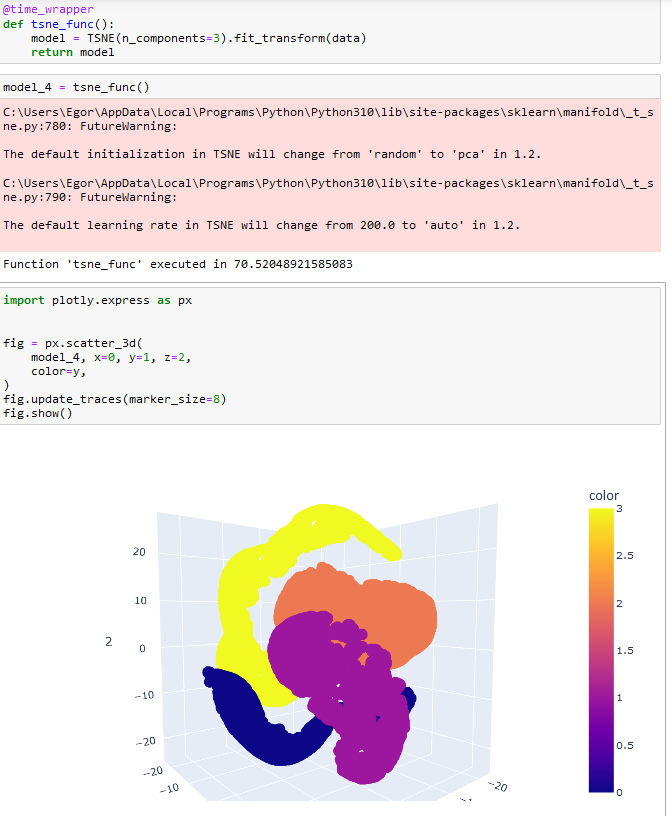 @time_wrapper
def tsne_func():
    model = TSNE(n_components=3).fit_transform(data)
    return model
model_4 = tsne_func()
C:\Users\Egor\AppData\Local\Programs\Python\Python310\lib\site-packages\sklearn\manifold\_t_s
ne.py:780: FutureWarning:
The default initialization in TSNE will change from 'random' to 'pca' in 1.2.
C:\Users\Egor\AppData\Local\Programs\Python\Python310\lib\site-packages\sklearn\manifold\_t_s
ne.py:790: FutureWarning:
The default learning rate in TSNE will change from 200.0 to 'auto' in 1.2.
Function 'tsne_func' executed in 70.52048921585083
import plotly.express as px
fig = px.scatter_3d(
    model_4, x=0, y=1, z=2,
    color=y,
)
fig.update_traces(marker_size=8)
fig.show()
color
3
2.5
2
1.5
1
0.5
0
20
10
2
0
−10
−20
−20
−10
−20